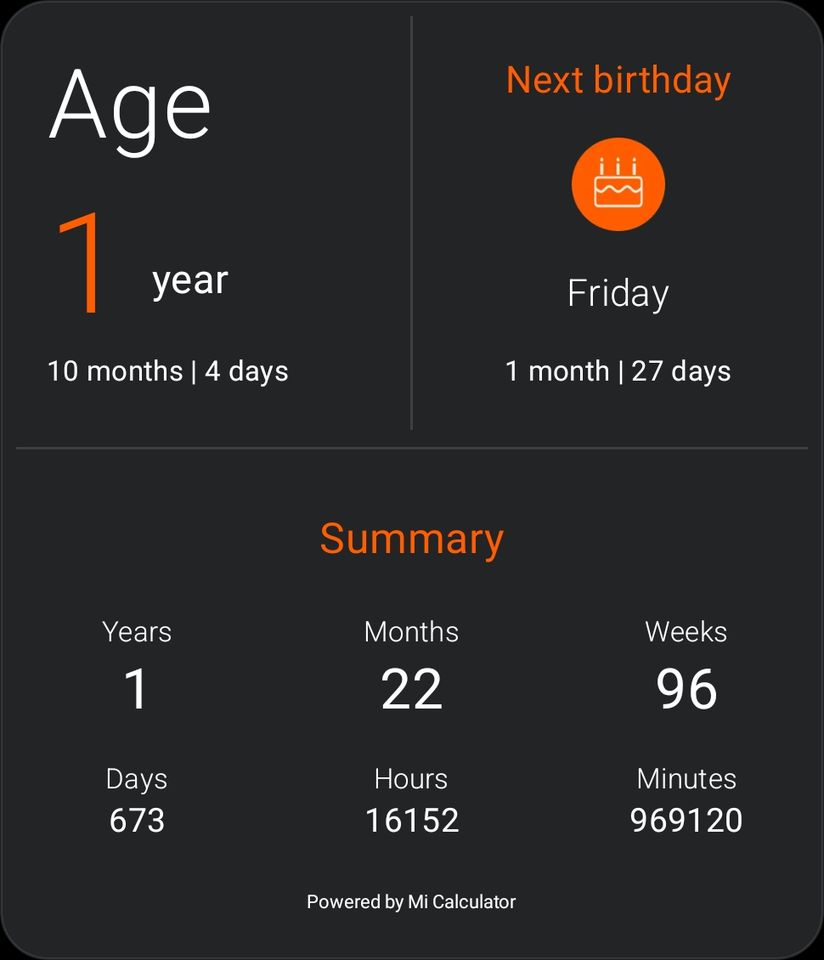 Age
1 year
10 months | 4 days
Next birthday
Friday
1 month | 27 days
Summary
Years Months Weeks
1 22 96
Days Hours Minutes
673 16152 969120
Powered by Mi Calculator